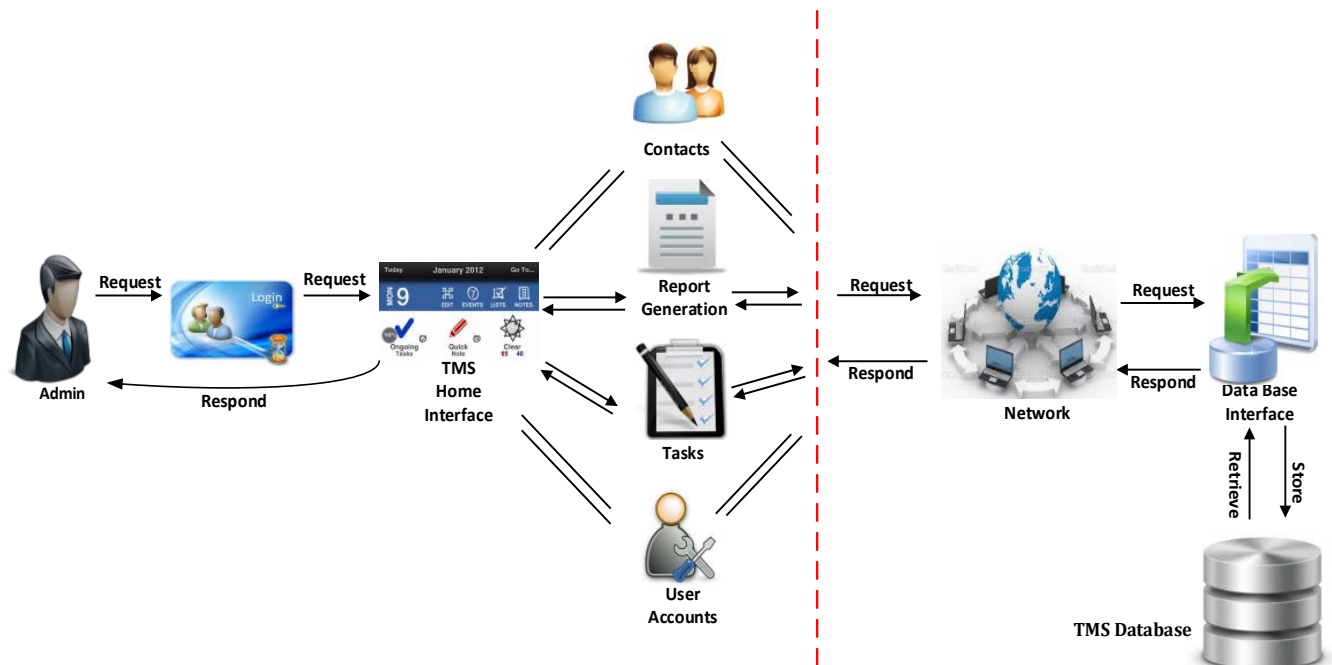 Contacts
Request
Request
Login
Today January 2012 Go To...
MON 9
EDIT EVENTS LISTS NOTES
7
Ongoing
Tasks
Quick
Note
Clear
65 40
Admin
Respond
TMS
Home
Interface
Report
Generation
Tasks
User
Accounts
Request
Respond
Network
Request
Respond
Data Base
Interface
Retrieve
Store
TMS Database